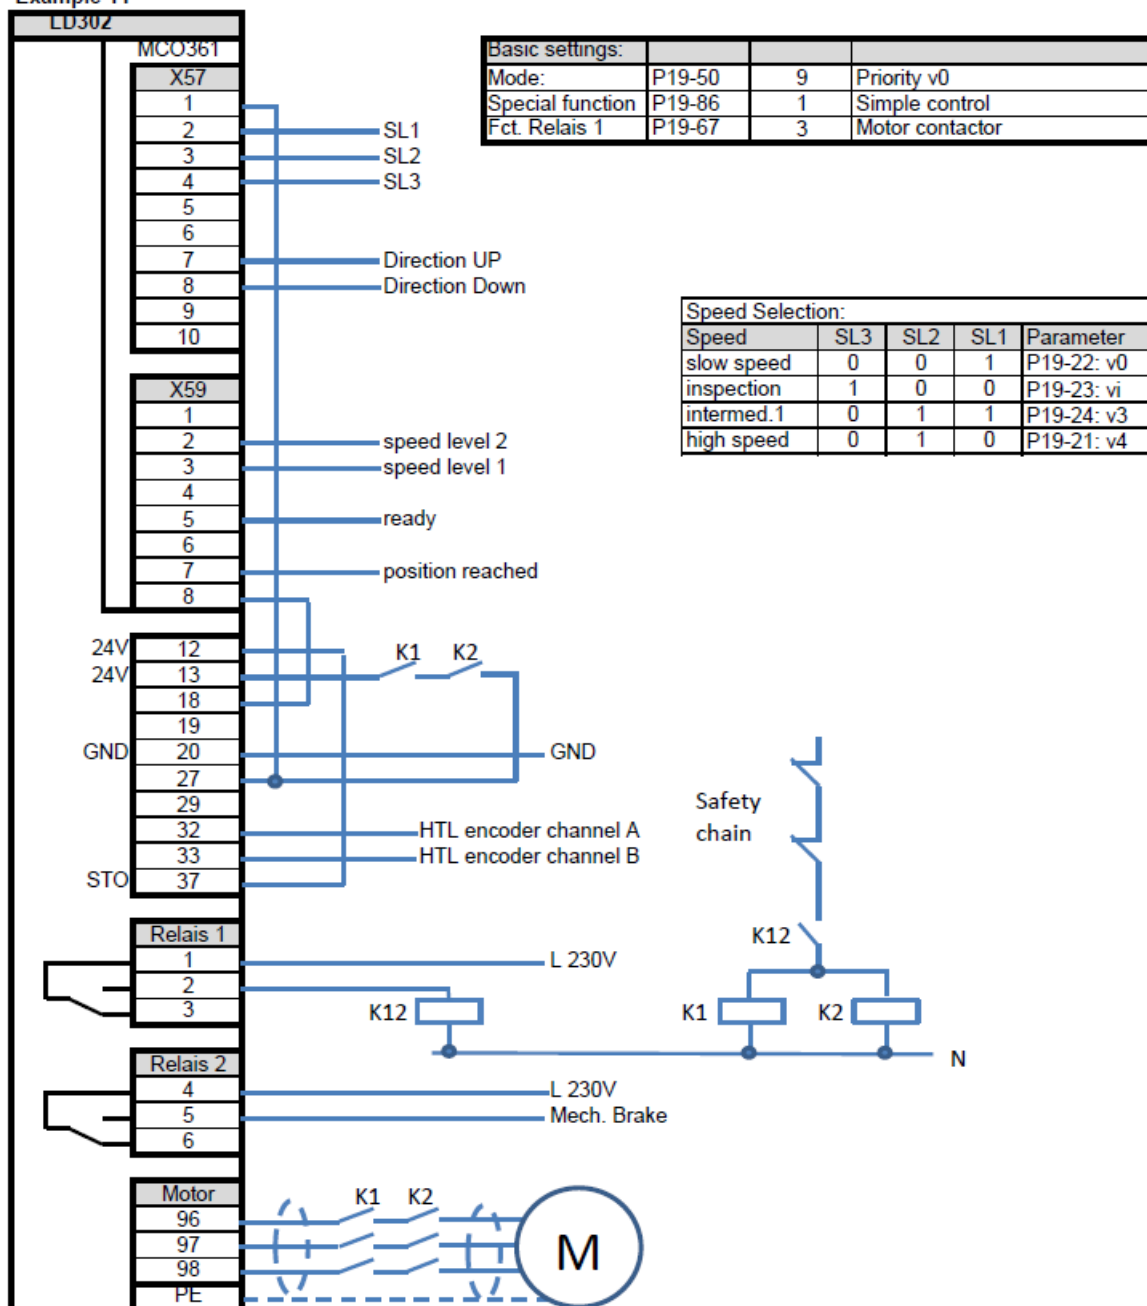 LD302
MCO361
X57
1
2 SL1
3 SL2
4 SL3
5
6
7 Direction UP
8 Direction Down
9
10
Basic settings:
Mode: P19-50 9 Priority v0
Special function P19-86 1 Simple control
Fct. Relais 1 P19-67 3 Motor contactor
Speed Selection:
Speed SL3 SL2 SL1 Parameter
slow speed 0 0 1 P19-22: v0
inspection 1 0 0 P19-23: vi
intermed.1 0 1 1 P19-24: v3
high speed 0 1 0 P19-21: v4
X59
1
2 speed level 2
3 speed level 1
4
5 ready
6
7 position reached
8
24V 12
24V 13 K1 K2
18
19
GND 20 GND
27
29
32 HTL encoder channel A
33 HTL encoder channel B
STO 37
Safety
chain
K12
K1 K2
N
Relais 1
1 L 230V
2
3 K12
Relais 2
4 L 230V
5 Mech. Brake
6
Motor K1 K2
96
97
98
PE
M